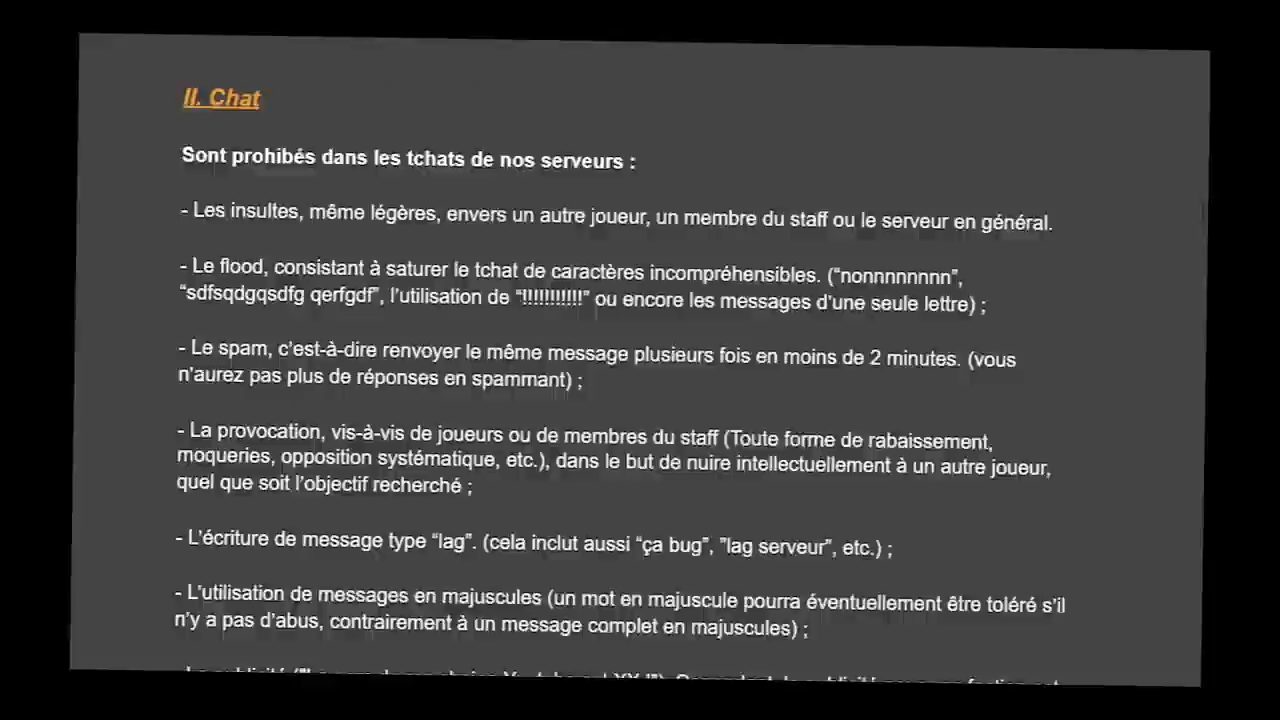 II. Chat
Sont prohibés dans les tchats de nos serveurs :
- Les insultes, même légères, envers un autre joueur, un membre du staff ou le serveur en général.
- Le flood, consistant à saturer le tchat de caractères incompréhensibles. (“nonnnnnnnn”,
“sdfsqdgqsdfg qerfgdf”, l’utilisation de “!!!!!!!!!!!” ou encore les messages d’une seule lettre) ;
- Le spam, c’est-à-dire renvoyer le même message plusieurs fois en moins de 2 minutes. (vous
n’aurez pas plus de réponses en spammant) ;
- La provocation, vis-à-vis de joueurs ou de membres du staff (Toute forme de rabaissement,
moqueries, opposition systématique, etc.), dans le but de nuire intellectuellement à un autre joueur,
quel que soit l’objectif recherché ;
- L’écriture de message type “lag”. (cela inclut aussi “ça bug”, ”lag serveur”, etc.) ;
- L’utilisation de messages en majuscules (un mot en majuscule pourra éventuellement être toléré s’il
n’y a pas d’abus, contrairement à un message complet en majuscules) ;